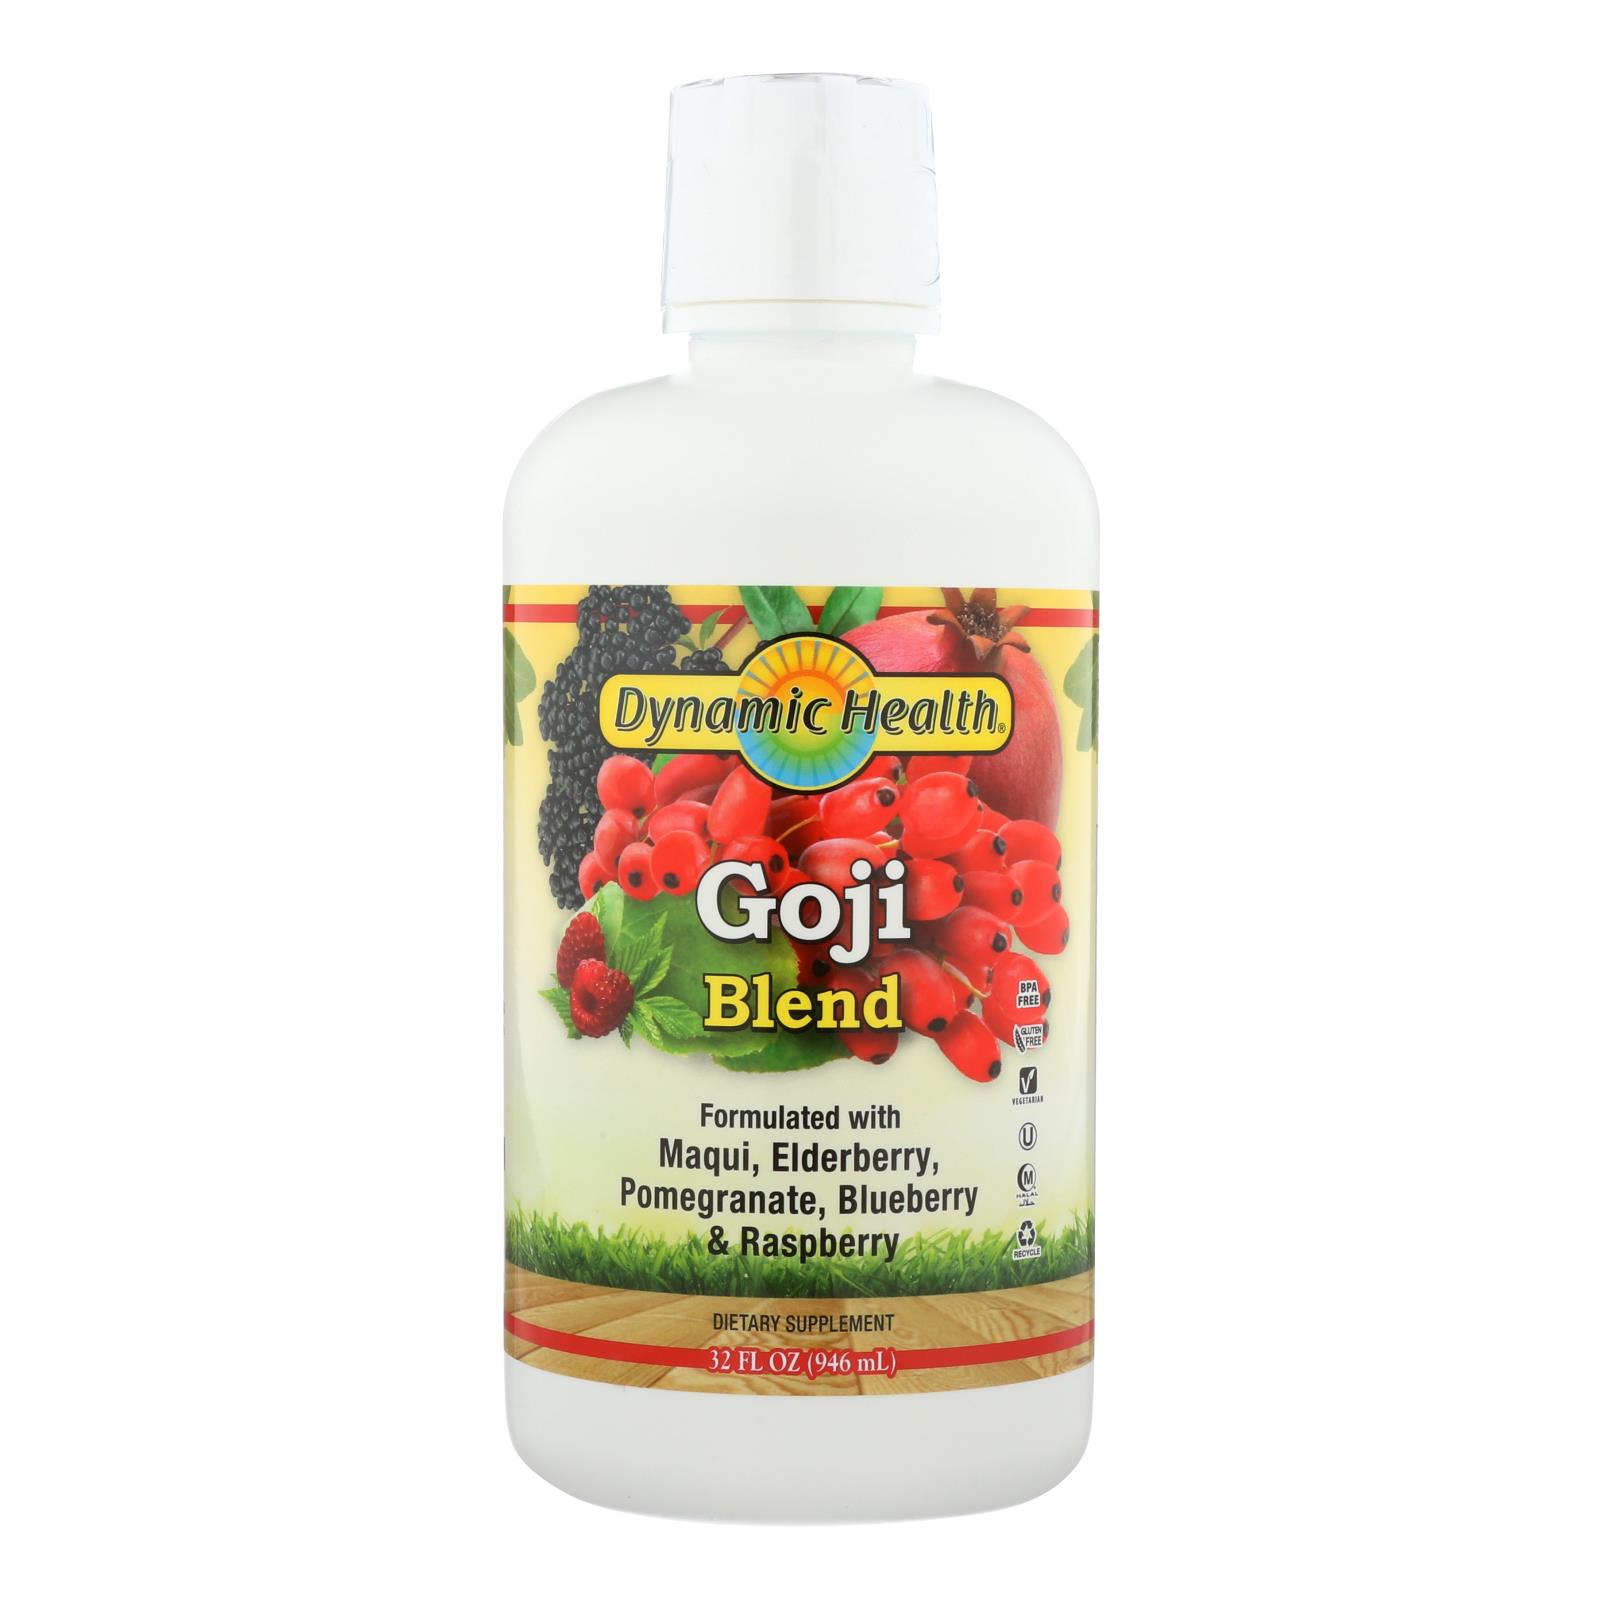 Dynamic Health®
Goji
Blend
BPA
FREE
GLUTEN
FREE
V
VEGETARIAN
Formulated with
Maqui, Elderberry,
Pomegranate, Blueberry
& Raspberry
U
M
HALAL
حلال
RECYCLE
DIETARY SUPPLEMENT
32 FL OZ (946 mL)